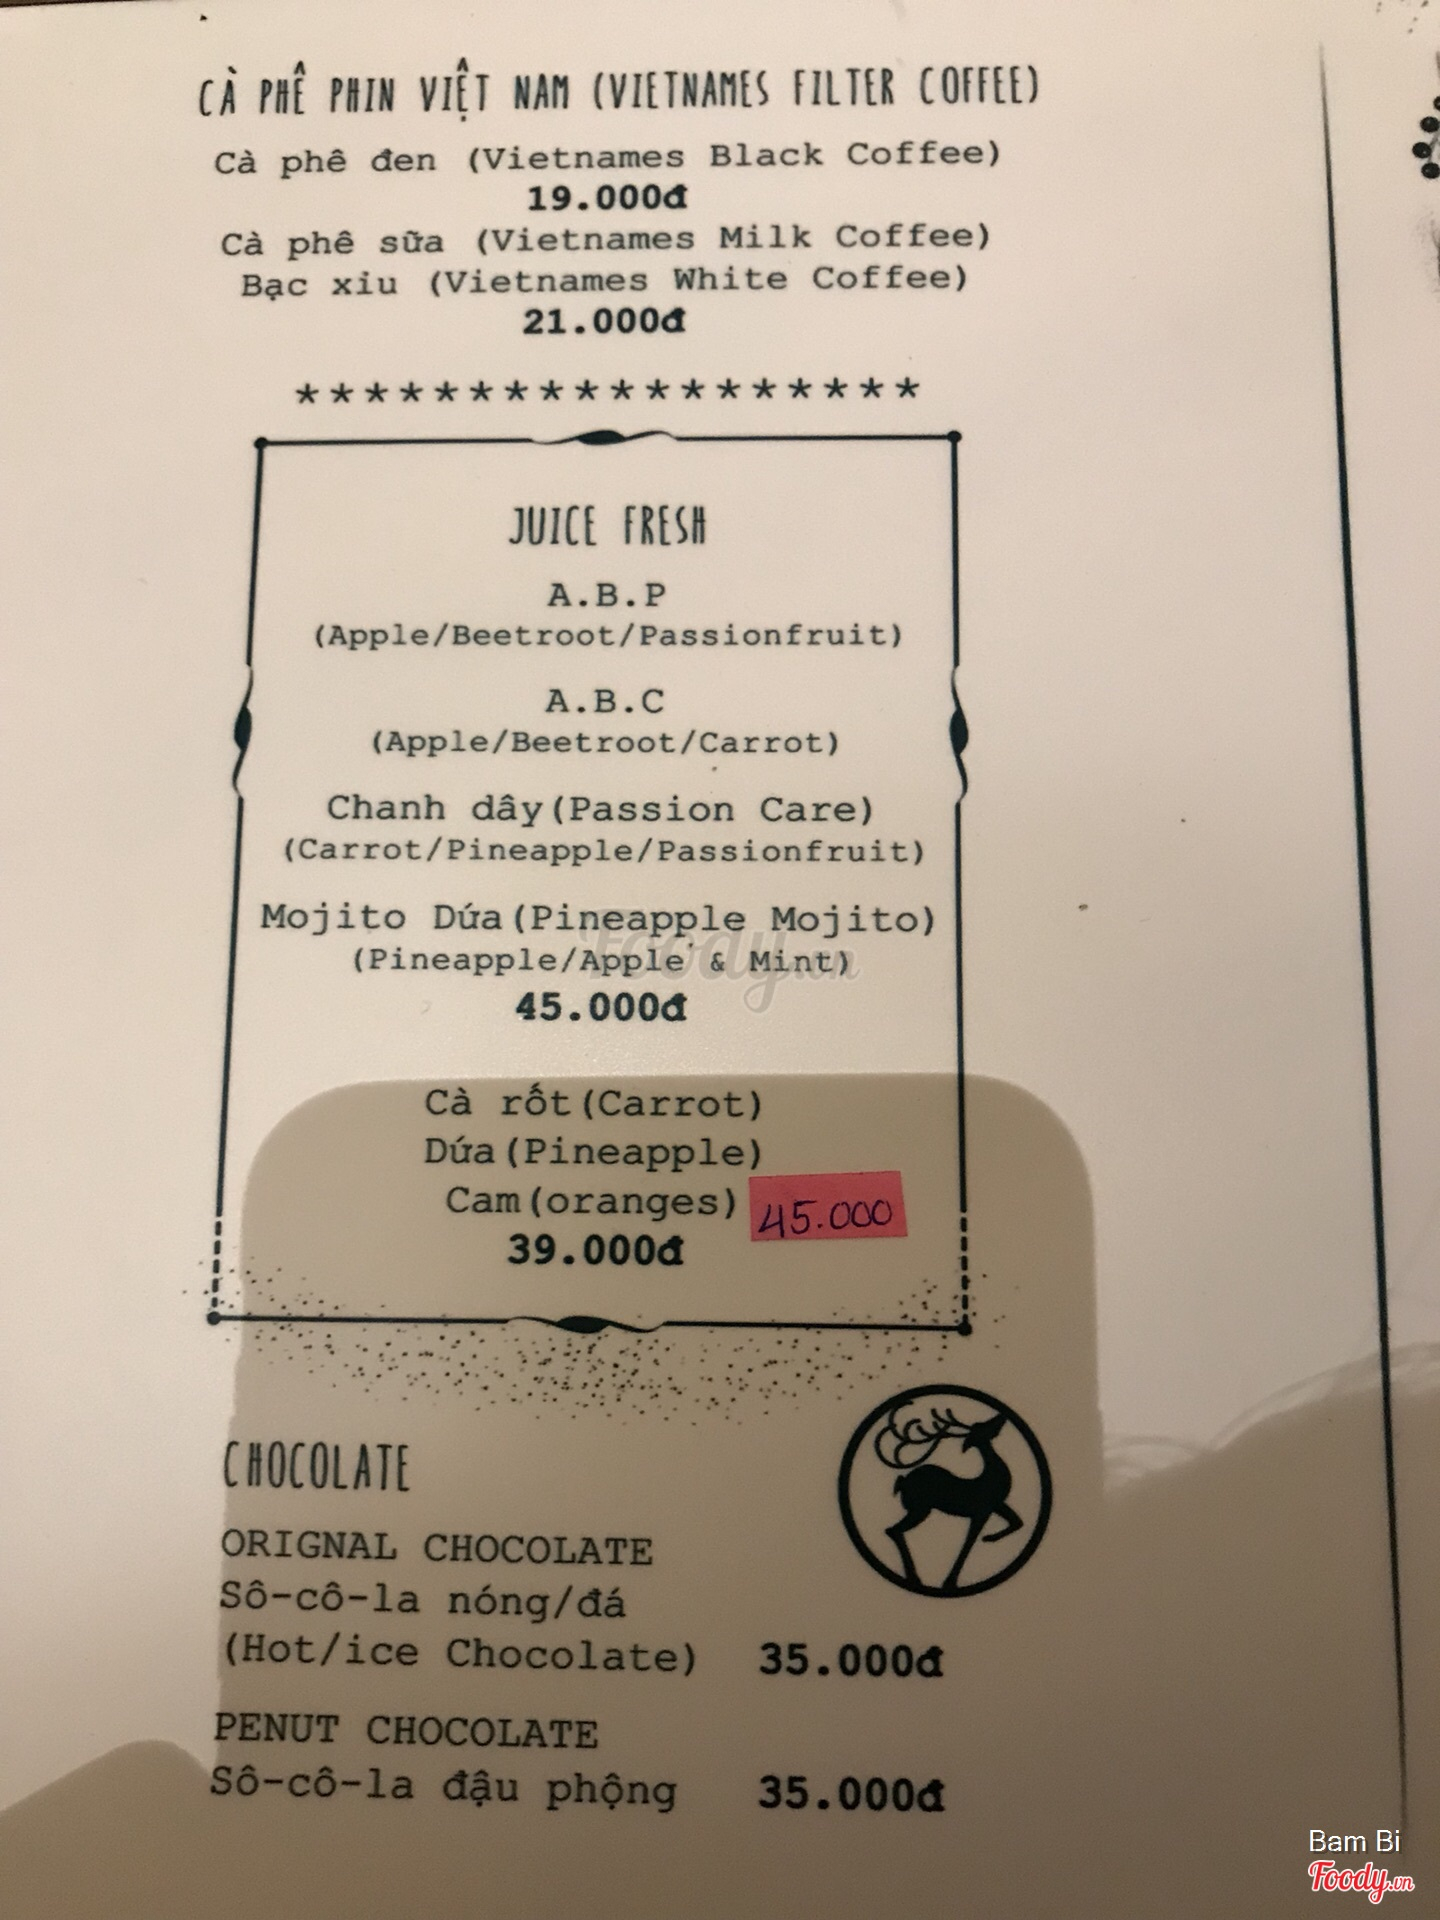 CÀ PHÊ PHIN VIỆT NAM (VIETNAMES FILTER COFFEE)
Cà phê đen (Vietnames Black Coffee)
19.000đ
Cà phê sữa (Vietnames Milk Coffee)
Bạc xiu (Vietnames White Coffee)
21.000đ
******************
JUICE FRESH
A.B.P
(Apple/Beetroot/Passionfruit)
A.B.C
(Apple/Beetroot/Carrot)
Chanh dây(Passion Care)
(Carrot/Pineapple/Passionfruit)
Mojito Dứa(Pineapple Mojito)
(Pineapple/Apple & Mint)
Foody.vn
45.000đ
Cà rốt(Carrot)
Dứa(Pineapple)
Cam(oranges) 45.000
39.000đ
CHOCOLATE
ORIGNAL CHOCOLATE
Sô-cô-la nóng/đá
(Hot/ice Chocolate) 35.000đ
PENUT CHOCOLATE
Sô-cô-la đậu phộng 35.000đ
Bam Bi
Foody.vn